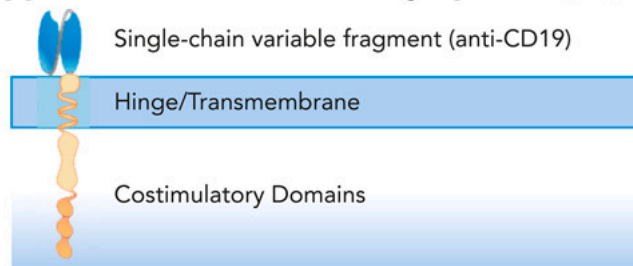 Single-chain variable fragment (anti-CD19)
Hinge/Transmembrane
Costimulatory Domains